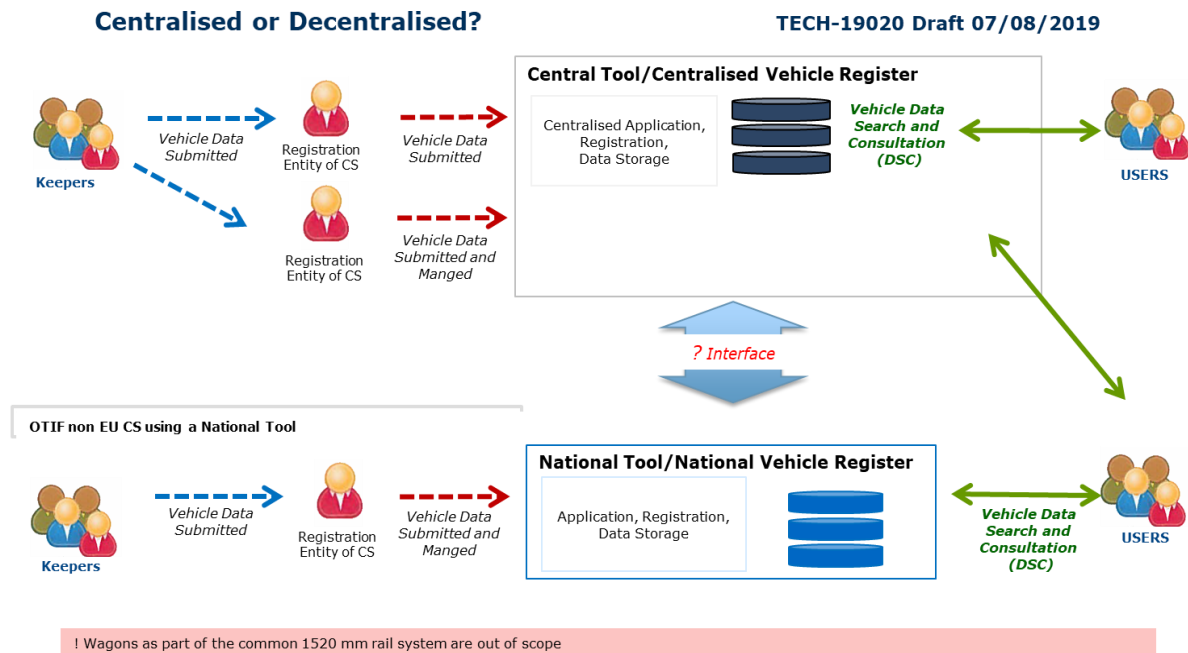 Centralised or Decentralised?
TECH-19020 Draft 07/08/2019
Central Tool/Centralised Vehicle Register
Keepers
Vehicle Data
Submitted
Registration
Entity of CS
Vehicle Data
Submitted
Centralised Application,
Registration,
Data Storage
Vehicle Data
Search and
Consultation
(DSC)
USERS
Registration
Entity of CS
Vehicle Data
Submitted and
Manged
? Interface
OTIF non EU CS using a National Tool
National Tool/National Vehicle Register
Keepers
Vehicle Data
Submitted
Registration
Entity of CS
Vehicle Data
Submitted and
Manged
Application, Registration,
Data Storage
Vehicle Data
Search and
Consultation
(DSC)
USERS
! Wagons as part of the common 1520 mm rail system are out of scope